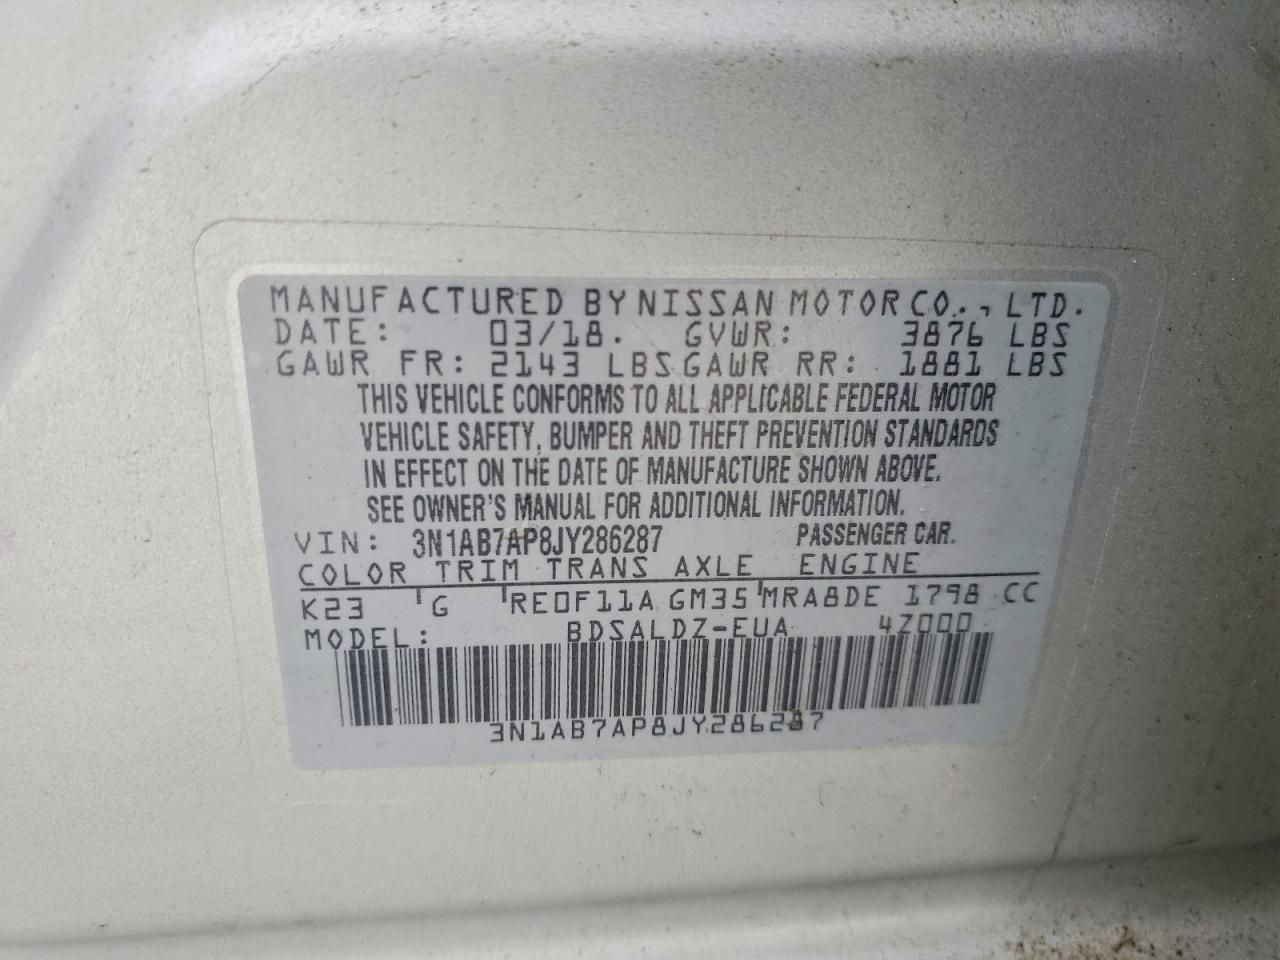 MANUFACTURED BY NISSAN MOTOR CO., LTD.
DATE: 03/18. GVWR: 3876 LBS
GAWR FR: 2143 LBS GAWR RR: 1881 LBS
THIS VEHICLE CONFORMS TO ALL APPLICABLE FEDERAL MOTOR
VEHICLE SAFETY, BUMPER AND THEFT PREVENTION STANDARDS
IN EFFECT ON THE DATE OF MANUFACTURE SHOWN ABOVE.
SEE OWNER'S MANUAL FOR ADDITIONAL INFORMATION.
VIN: 3N1AB7AP8JY286287 PASSENGER CAR.
COLOR TRIM TRANS AXLE ENGINE
K23 G RE0F11A GM35 MRA8DE 1798 CC
MODEL: BDSALDZ-EUA 4Z000
3N1AB7AP8JY286287